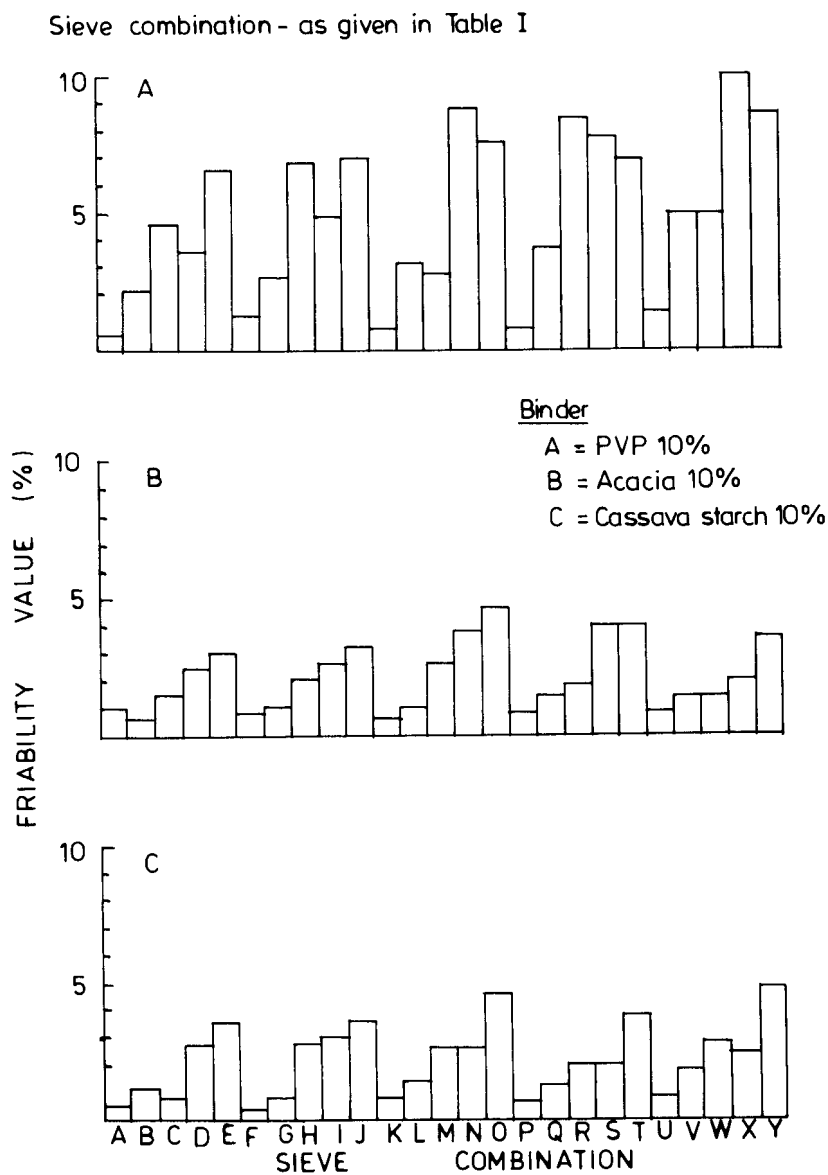 Sieve combination - as given in Table I
A
10
5
Binder
A = PVP 10%
B = Acacia 10%
C = Cassava starch 10%
B
10
5
FRIABILITY VALUE (%)
C
10
5
A B C D E F G H I J K L M N O P Q R S T U V W X Y
SIEVE COMBINATION